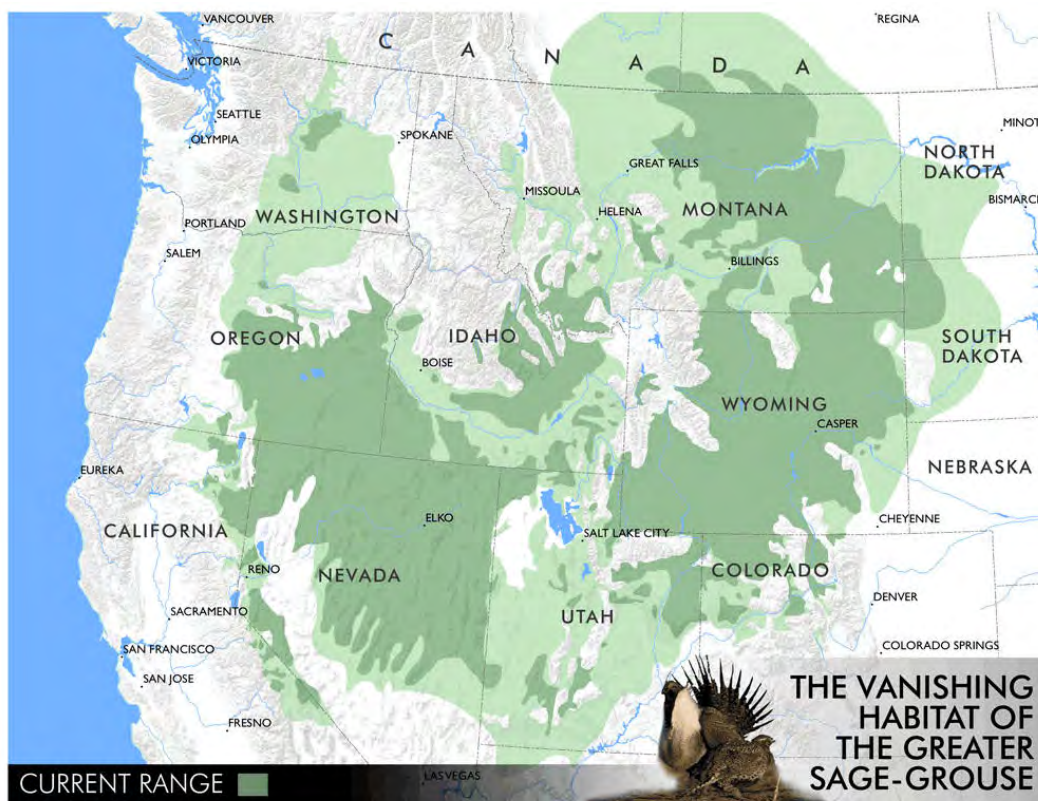 VANCOUVER
REGINA
C A N A D A
VICTORIA
SEATTLE
OLYMPIA
SPOKANE
MINOT
NORTH
DAKOTA
GREAT FALLS
MISSOULA
HELENA
MONTANA
BISMARCK
WASHINGTON
PORTLAND
SALEM
BILLINGS
OREGON
IDAHO
BOISE
SOUTH
DAKOTA
WYOMING
CASPER
EUREKA
NEBRASKA
CALIFORNIA
ELKO
CHEYENNE
SALT LAKE CITY
RENO
NEVADA
COLORADO
UTAH
DENVER
SACRAMENTO
SAN FRANCISCO
COLORADO SPRINGS
SAN JOSE
FRESNO
LAS VEGAS
THE VANISHING
HABITAT OF
THE GREATER
SAGE-GROUSE
CURRENT RANGE